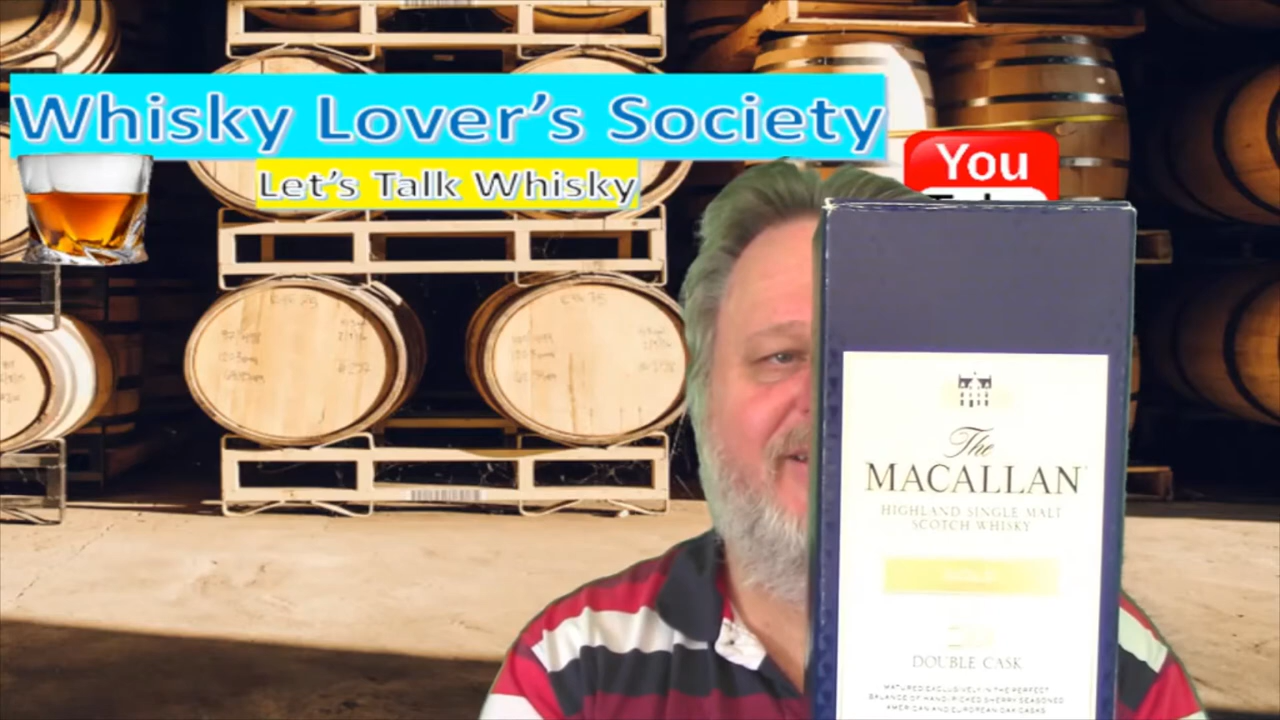 Whisky Lover's Society
Let's Talk Whisky
You
The
MACALLAN
HIGHLAND SINGLE MALT
SCOTCH WHISKY
DOUBLE CASK
MATURED EXCLUSIVELY IN THE PERFECT
BALANCE OF HAND-PICKED SHERRY SEASONED
AMERICAN AND EUROPEAN OAK CASKS